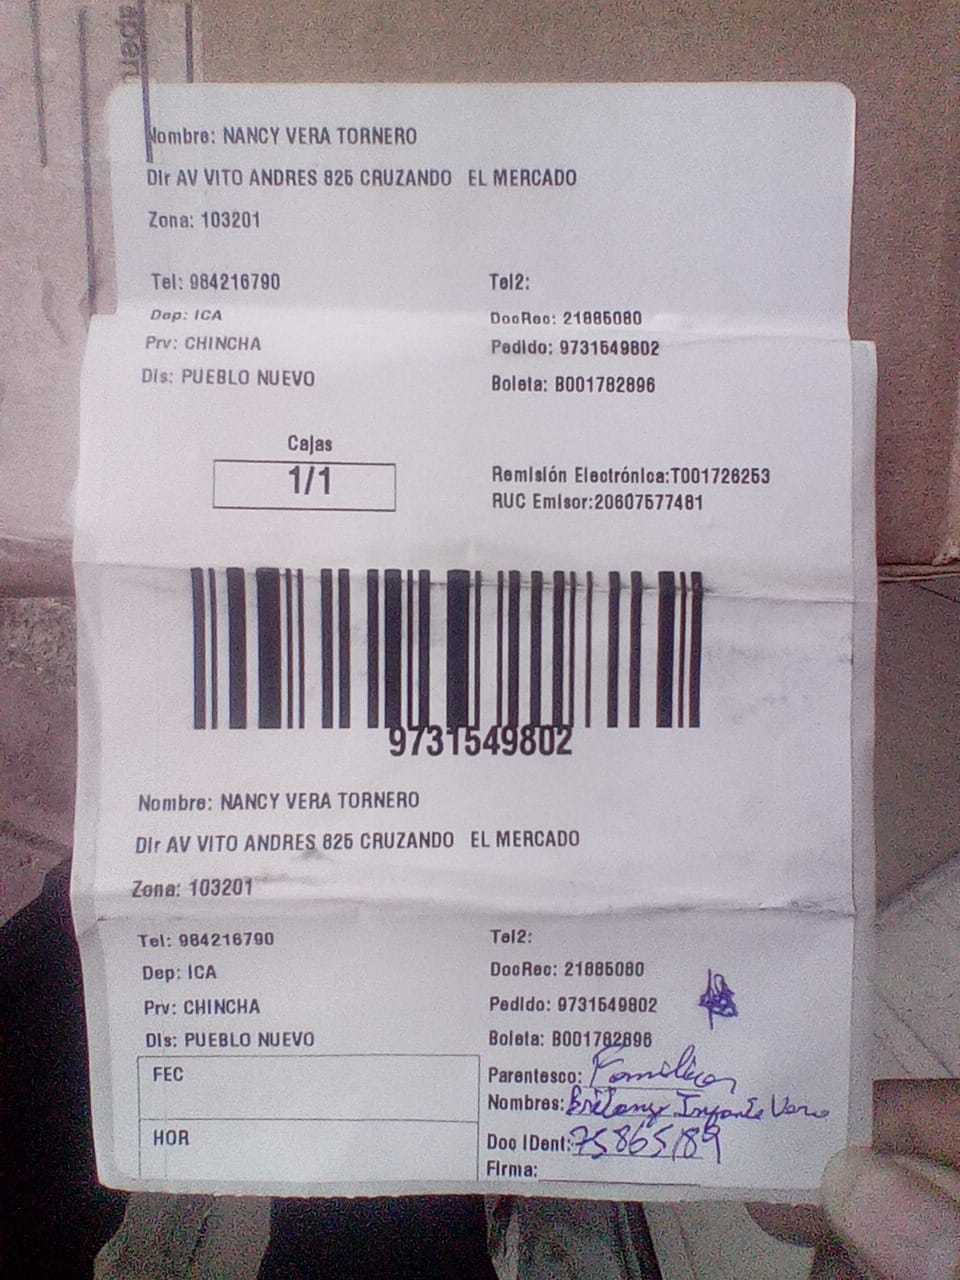 Nombre: NANCY VERA TORNERO
Dir AV VITO ANDRES 825 CRUZANDO EL MERCADO
Zona: 103201
Tel: 984216790 Tel2:
Dep: ICA DocRec: 21885080
Prv: CHINCHA Pedido: 9731549802
Dis: PUEBLO NUEVO Boleta: B001782896
Cajas
1/1
Remisión Electrónica:T001726253
RUC Emisor:20607577481
9731549802
Nombre: NANCY VERA TORNERO
Dir AV VITO ANDRES 825 CRUZANDO EL MERCADO
Zona: 103201
Tel: 984216790 Tel2:
Dep: ICA DocRec: 21885080
Prv: CHINCHA Pedido: 9731549802
Dis: PUEBLO NUEVO Boleta: B001782896
FEC
Parentesco: Familiar
Nombres: Infante Vera
HOR
Doc IDent: 75865189
Firma: